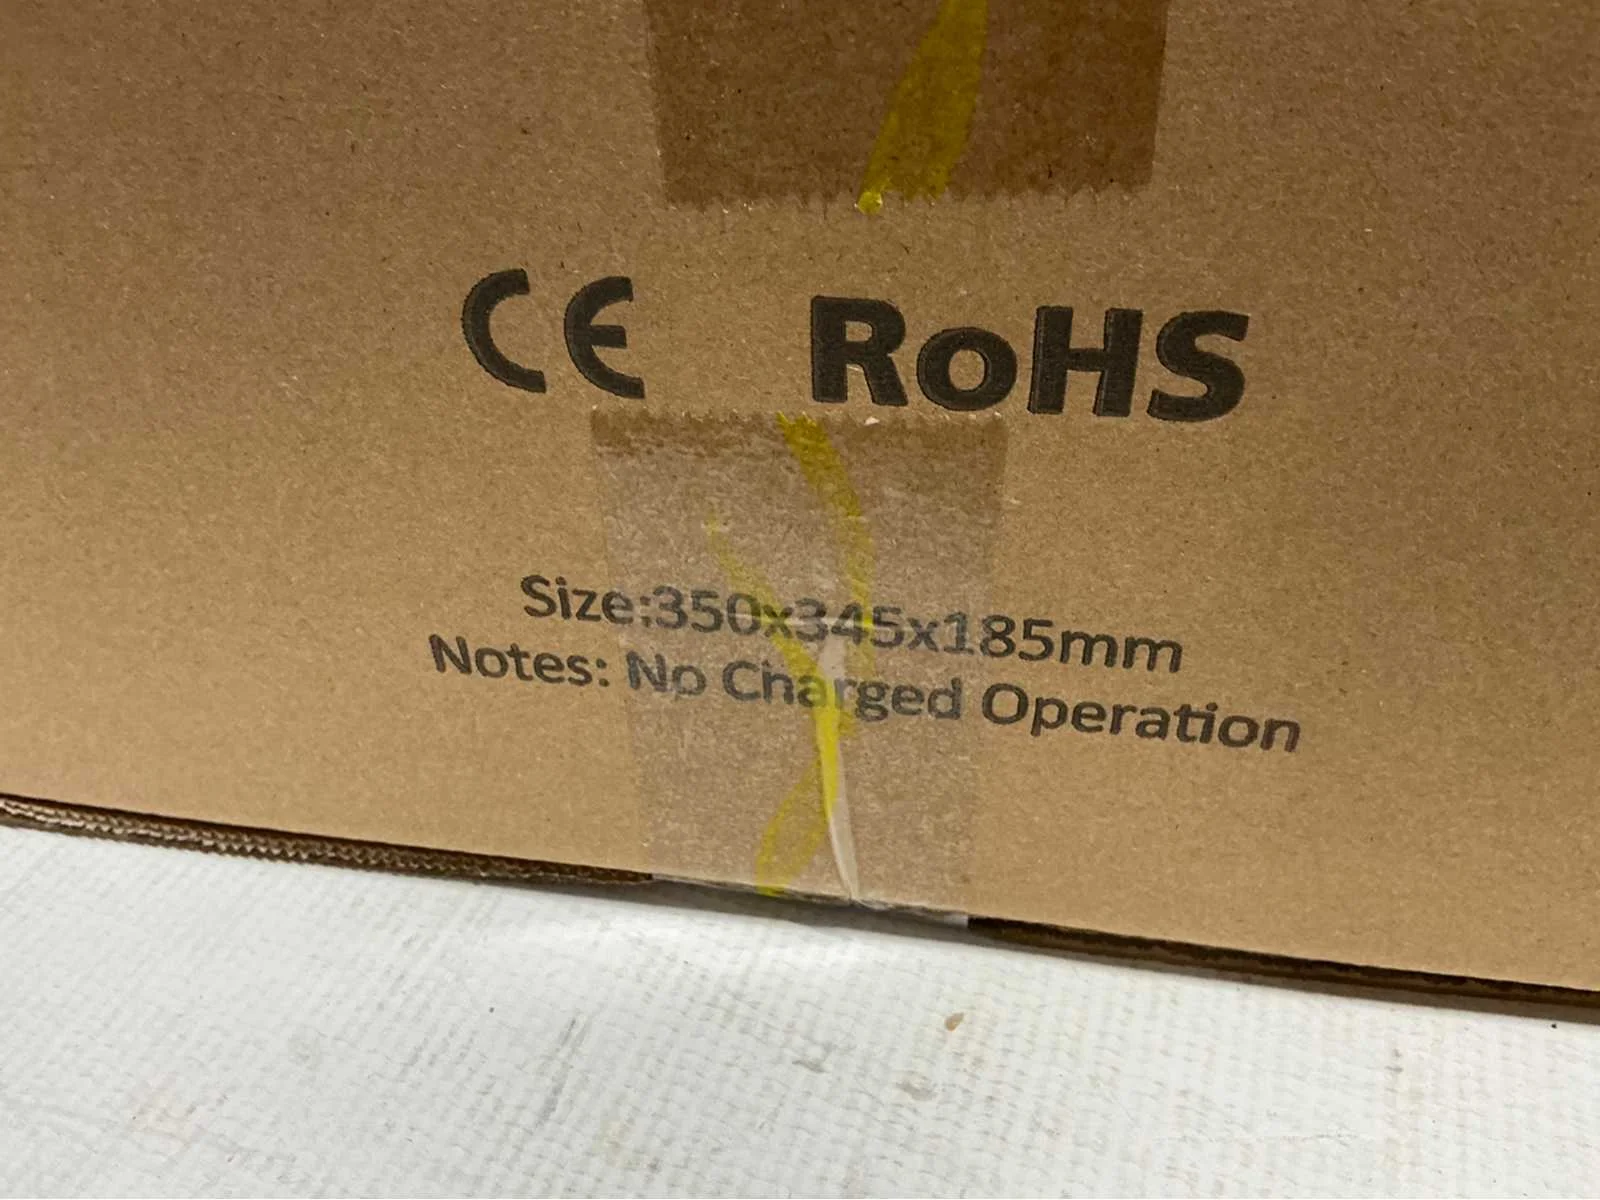 CE RoHS
Size:350x345x185mm
Notes: No Charged Operation